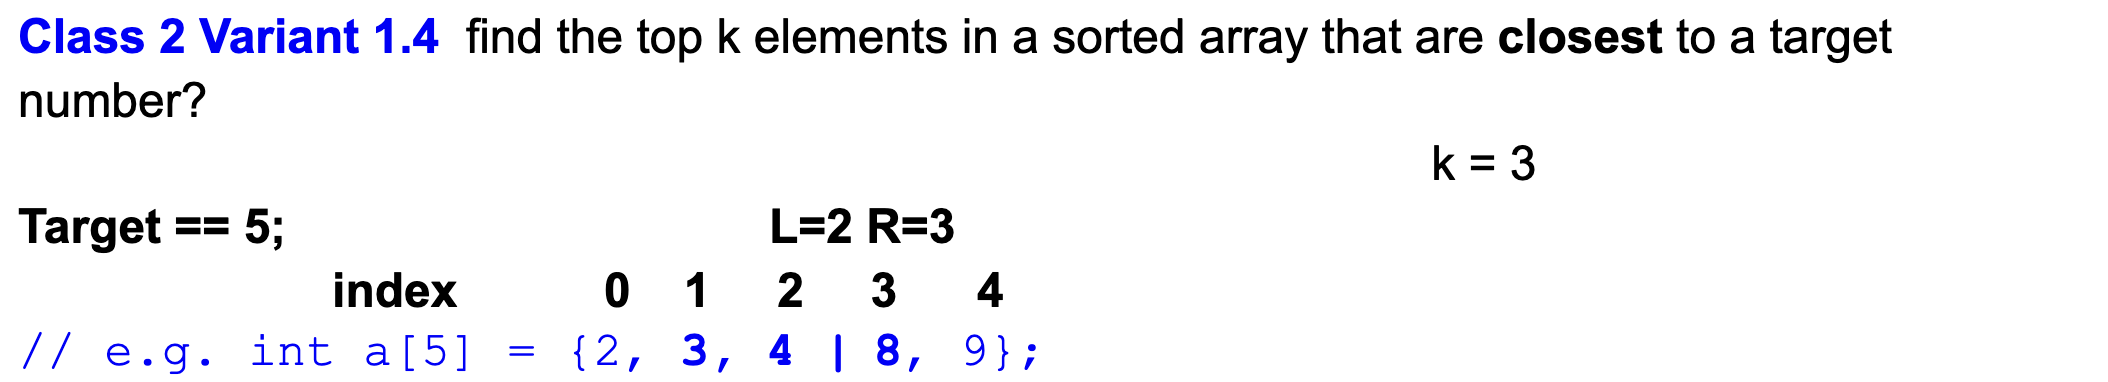 Class 2 Variant 1.4 find the top k elements in a sorted array that are closest to a target
number?
k = 3
Target == 5; L=2 R=3
index 0 1 2 3 4
// e.g. int a[5] = {2, 3, 4 | 8, 9};